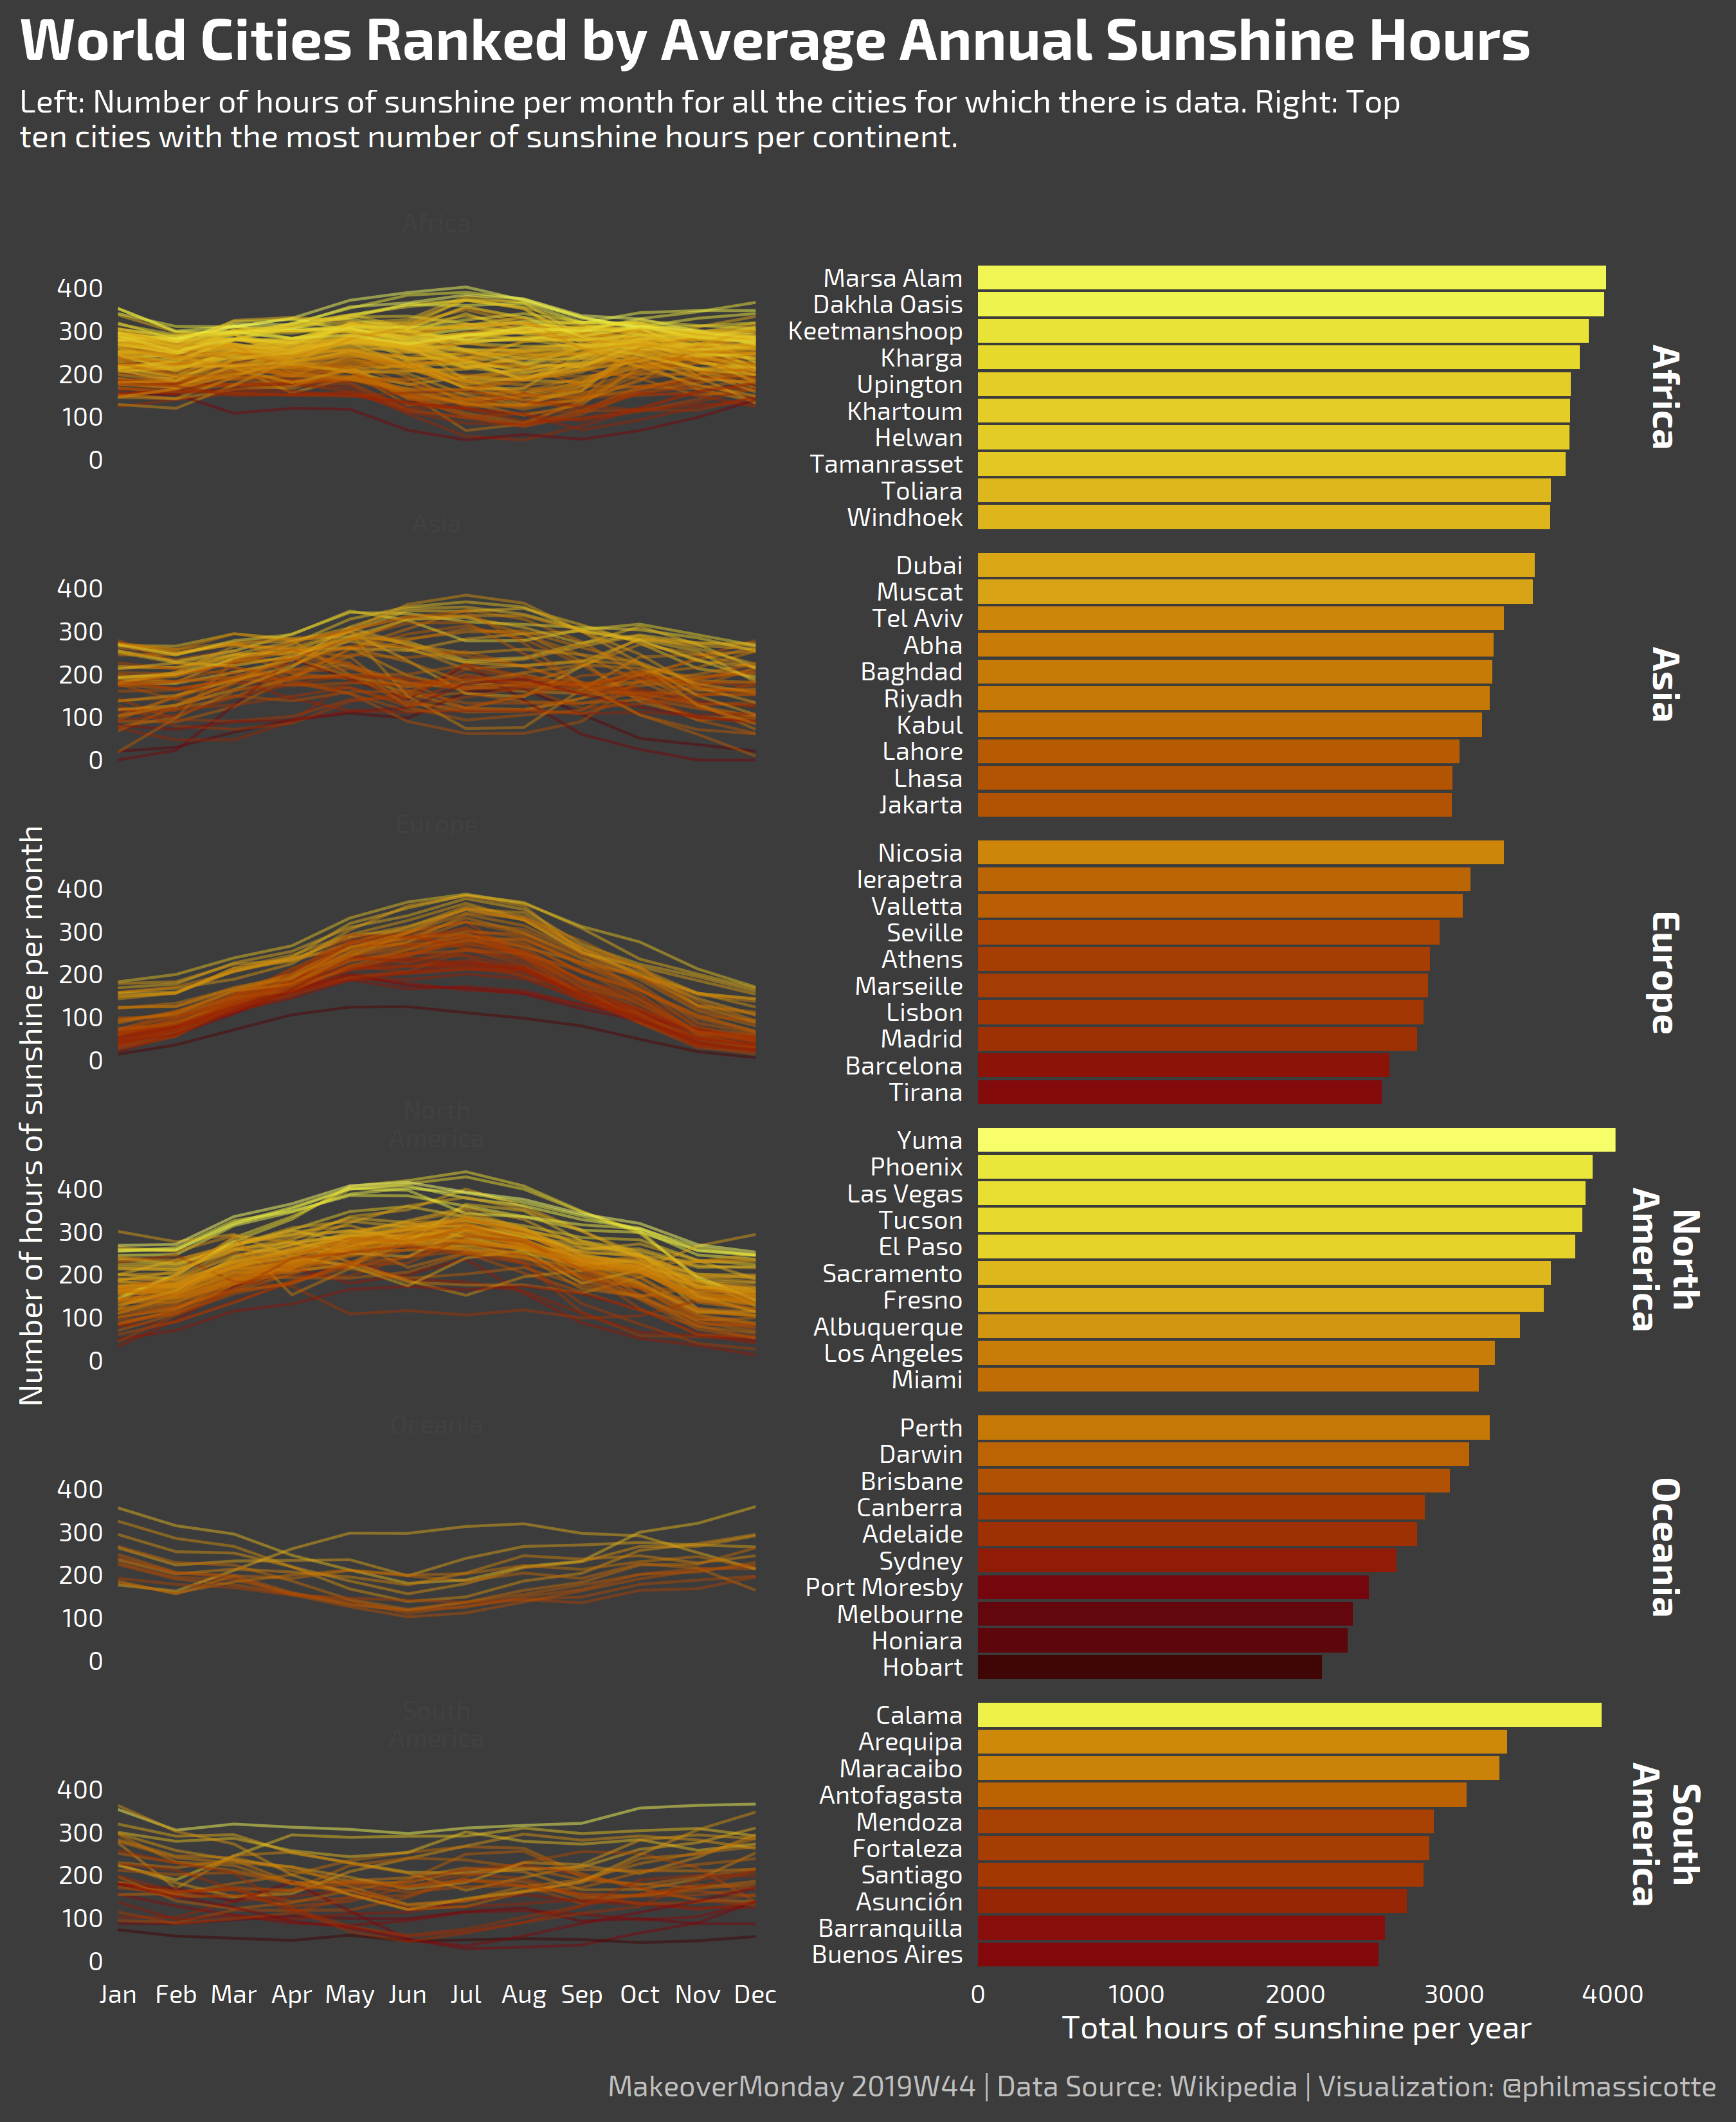 World Cities Ranked by Average Annual Sunshine Hours
Left: Number of hours of sunshine per month for all the cities for which there is data. Right: Top
ten cities with the most number of sunshine hours per continent.
Number of hours of sunshine per month
Africa
400
300
200
100
0
Asia
400
300
200
100
0
Europe
400
300
200
100
0
North
America
400
300
200
100
0
Oceania
400
300
200
100
0
South
America
400
300
200
100
0
Jan Feb Mar Apr May Jun Jul Aug Sep Oct Nov Dec
Marsa Alam
Dakhla Oasis
Keetmanshoop
Kharga
Upington
Khartoum
Helwan
Tamanrasset
Toliara
Windhoek
Africa
Dubai
Muscat
Tel Aviv
Abha
Baghdad
Riyadh
Kabul
Lahore
Lhasa
Jakarta
Asia
Nicosia
Ierapetra
Valletta
Seville
Athens
Marseille
Lisbon
Madrid
Barcelona
Tirana
Europe
Yuma
Phoenix
Las Vegas
Tucson
El Paso
Sacramento
Fresno
Albuquerque
Los Angeles
Miami
North
America
Perth
Darwin
Brisbane
Canberra
Adelaide
Sydney
Port Moresby
Melbourne
Honiara
Hobart
Oceania
Calama
Arequipa
Maracaibo
Antofagasta
Mendoza
Fortaleza
Santiago
Asunción
Barranquilla
Buenos Aires
South
America
0 1000 2000 3000 4000
Total hours of sunshine per year
MakeoverMonday 2019W44 | Data Source: Wikipedia | Visualization: @philmassicotte